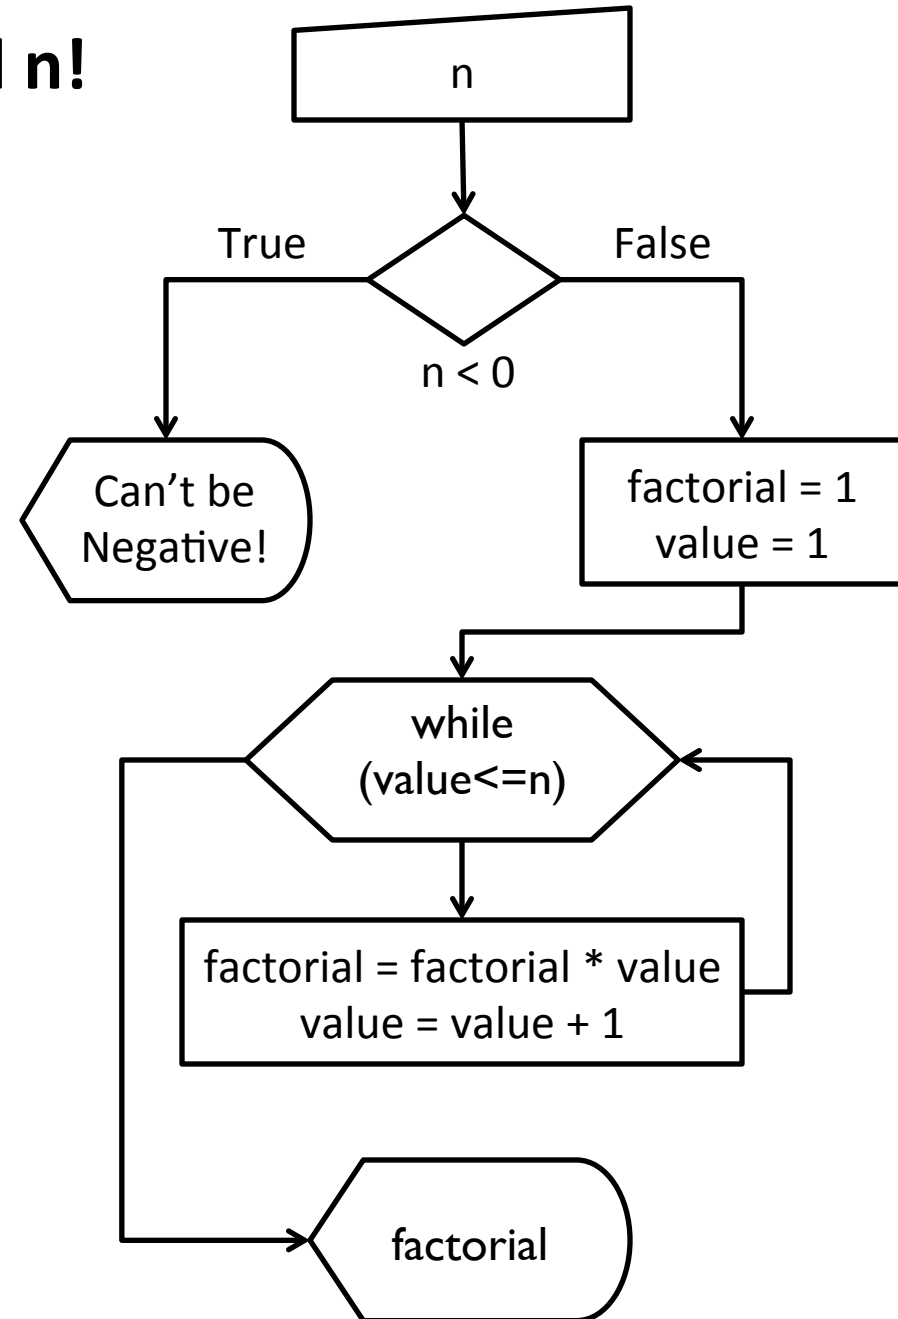 n!
n
True
False
n < 0
Can’t be
Negative!
factorial = 1
value = 1
while
(value<=n)
factorial = factorial * value
value = value + 1
factorial